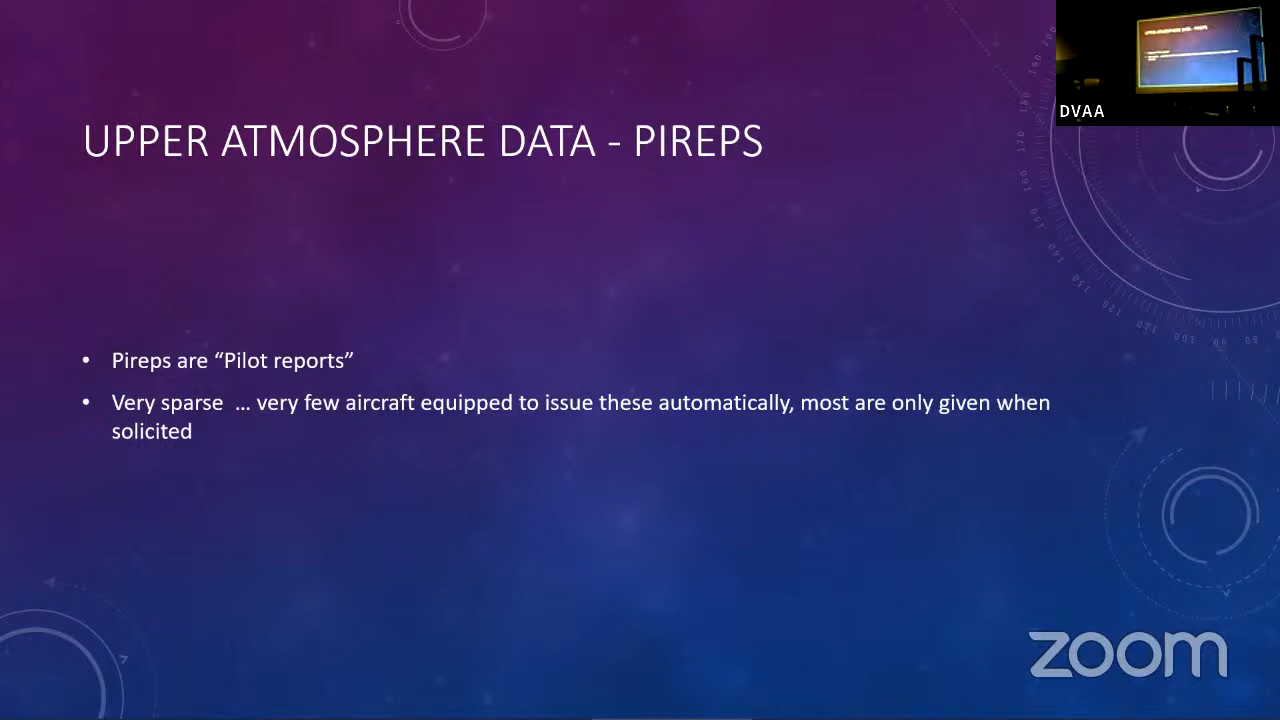 DVAA
UPPER ATMOSPHERE DATA - PIREPS
• Pireps are “Pilot reports”
• Very sparse … very few aircraft equipped to issue these automatically, most are only given when
solicited
zoom